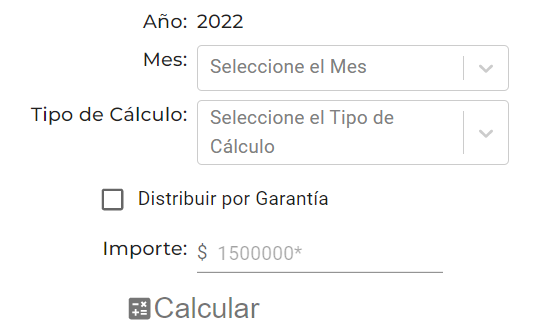 Año: 2022
Mes: Seleccione el Mes
Tipo de Cálculo: Seleccione el Tipo de
Cálculo
Distribuir por Garantía
Importe: $ 1500000*
Calcular